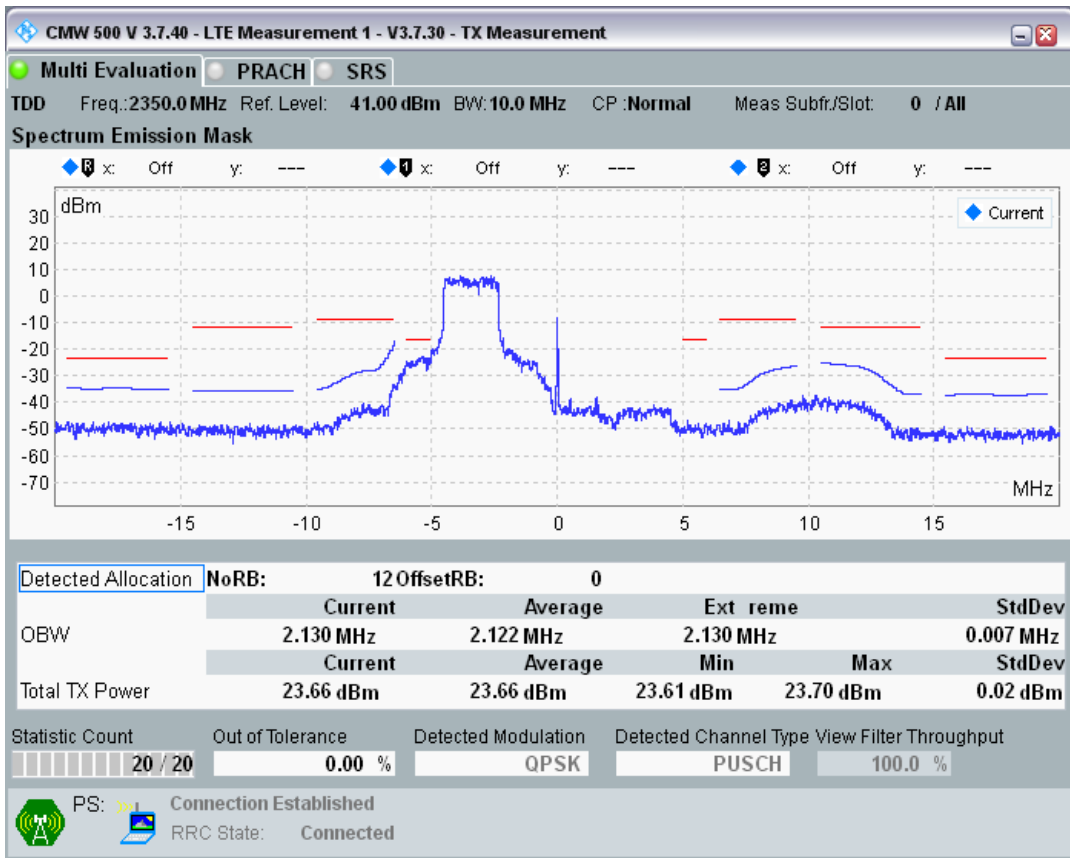 CMW 500 V 3.7.40 - LTE Measurement 1 - V3.7.30 - TX Measurement
Multi Evaluation PRACH SRS
TDD Freq.:2350.0 MHz Ref. Level: 41.00 dBm BW:10.0 MHz CP :Normal Meas Subfr./Slot: 0 / All
Spectrum Emission Mask
R x: Off y: --- 1 x: Off y: --- 2 x: Off y: ---
dBm
Current
30
20
10
0
-10
-20
-30
-40
-50
-60
-70
MHz
-15 -10 -5 0 5 10 15
Detected Allocation NoRB: 12 OffsetRB: 0
Current Average Ext reme StdDev
OBW 2.130 MHz 2.122 MHz 2.130 MHz 0.007 MHz
Current Average Min Max StdDev
Total TX Power 23.66 dBm 23.66 dBm 23.61 dBm 23.70 dBm 0.02 dBm
Statistic Count Out of Tolerance Detected Modulation Detected Channel Type View Filter Throughput
20 / 20 0.00 % QPSK PUSCH 100.0 %
PS: Connection Established
RRC State: Connected